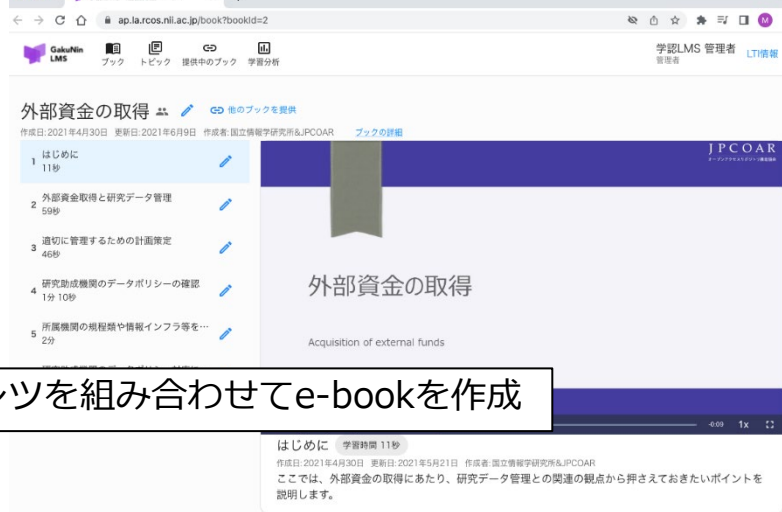 ap.la.rcos.nii.ac.jp/book?bookId=2
M
GakuNin
LMS
ブック
トピック
提供中のブック
学習分析
学認LMS 管理者
管理者
LTI情報
外部資金の取得
他のブックを提供
作成日:2021年4月30日 更新日:2021年6月9日 作成者:国立情報学研究所&JPCOAR ブックの詳細
1 はじめに
11秒
2 外部資金取得と研究データ管理
59秒
3 適切に管理するための計画策定
46秒
4 研究助成機関のデータポリシーの確認
1分 10秒
5 所属機関の規程類や情報インフラ等を…
2分
JPCOAR
外部資金の取得
Acquisition of external funds
ンツを組み合わせてe-bookを作成
-0:09 1x
はじめに 学習時間 11秒
作成日:2021年4月30日 更新日:2021年5月21日 作成者:国立情報学研究所&JPCOAR
ここでは、外部資金の取得にあたり、研究データ管理との関連の観点から押さえておきたいポイントを
説明します。